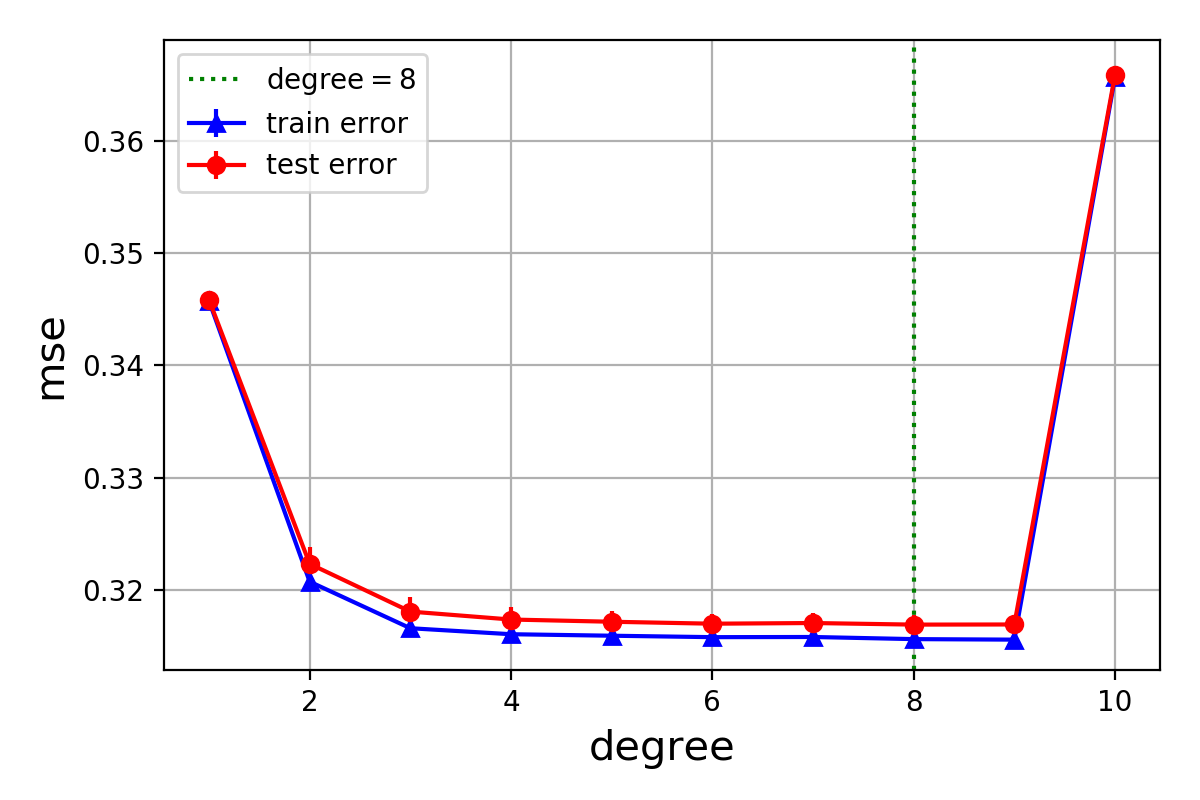 degree = 8
train error
test error
0.36
0.35
0.34
0.33
0.32
mse
2 4 6 8 10
degree